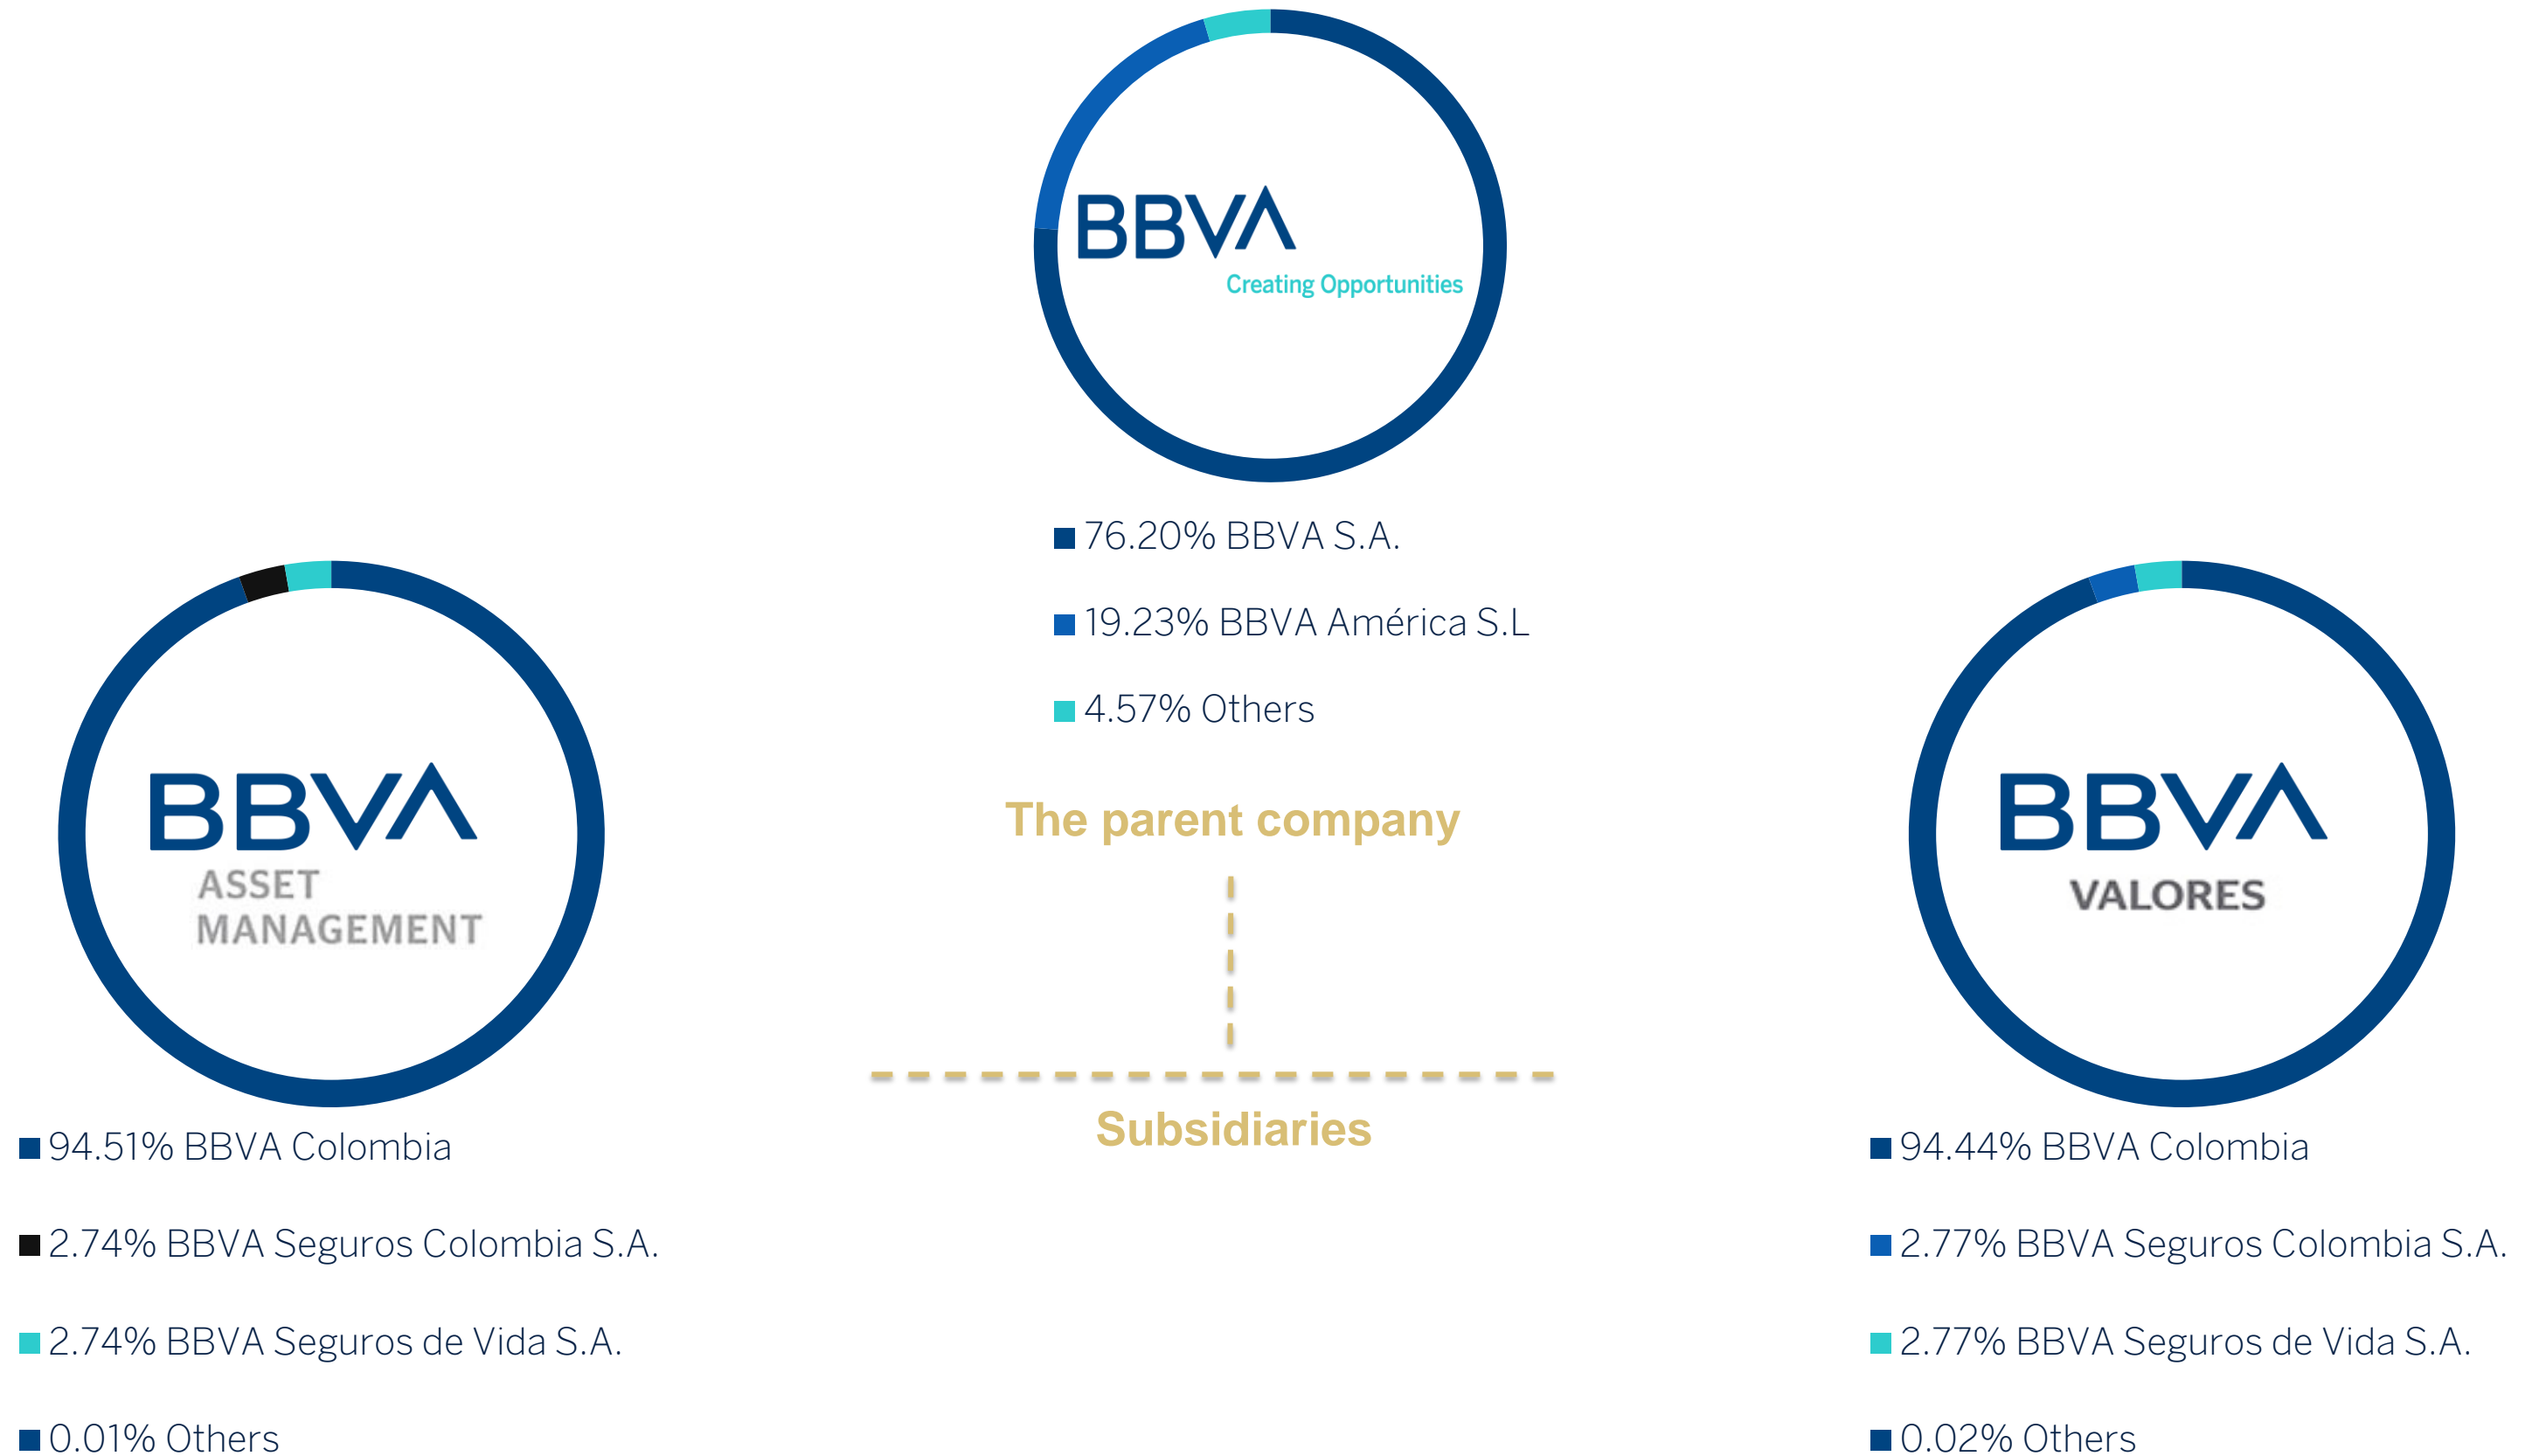 BBVA
Creating Opportunities
76.20% BBVA S.A.
19.23% BBVA América S.L
4.57% Others
The parent company
Subsidiaries
BBVA
ASSET
MANAGEMENT
94.51% BBVA Colombia
2.74% BBVA Seguros Colombia S.A.
2.74% BBVA Seguros de Vida S.A.
0.01% Others
BBVA
VALORES
94.44% BBVA Colombia
2.77% BBVA Seguros Colombia S.A.
2.77% BBVA Seguros de Vida S.A.
0.02% Others